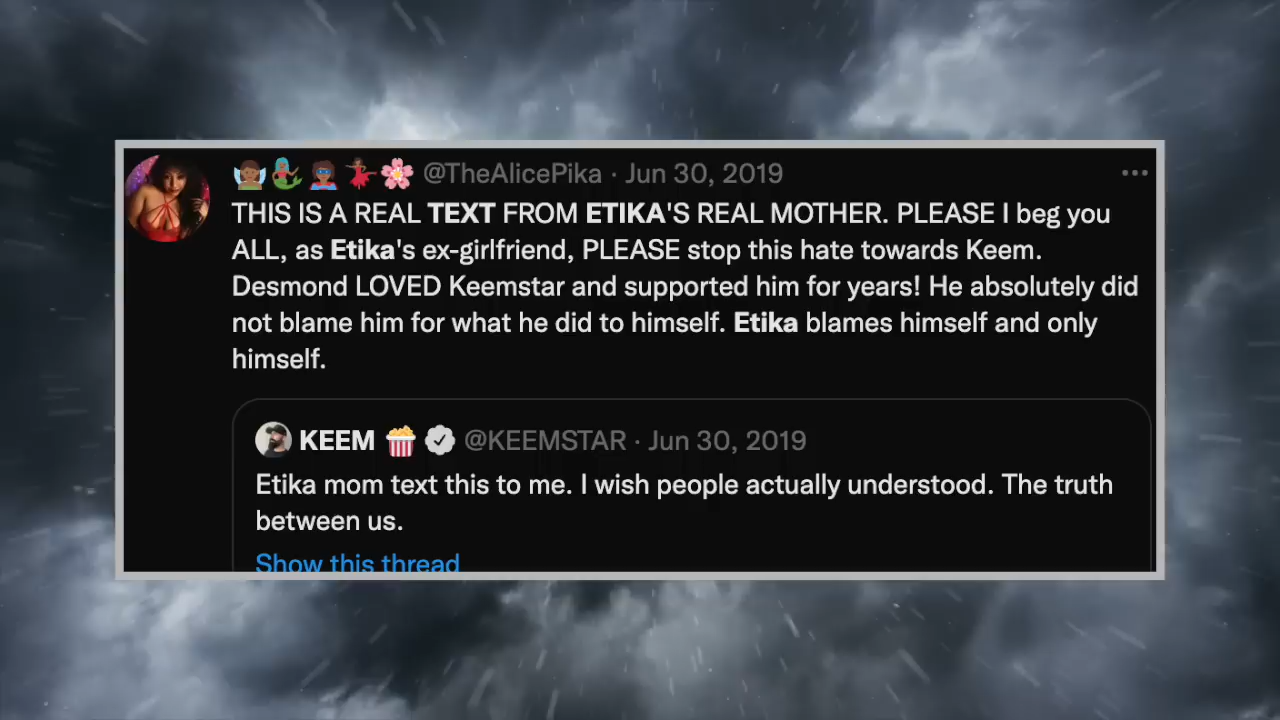 @TheAlicePika · Jun 30, 2019
THIS IS A REAL TEXT FROM ETIKA'S REAL MOTHER. PLEASE I beg you
ALL, as Etika's ex-girlfriend, PLEASE stop this hate towards Keem.
Desmond LOVED Keemstar and supported him for years! He absolutely did
not blame him for what he did to himself. Etika blames himself and only
himself.
KEEM 🍿 @KEEMSTAR · Jun 30, 2019
Etika mom text this to me. I wish people actually understood. The truth
between us.
Show this thread